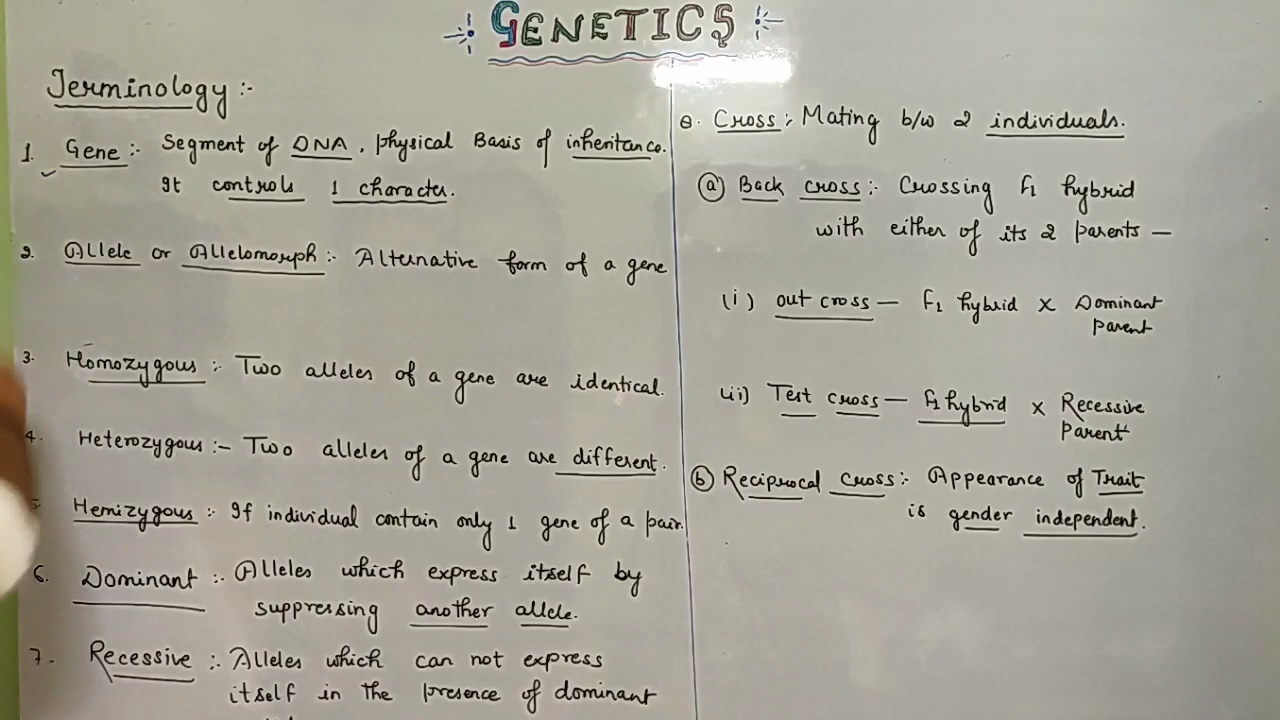 GENETICS
Terminology :-
1. Gene :- Segment of DNA, physical Basis of inheritance.
It controls 1 character.
2. Allele or Allelomorph :- Alternative form of a gene
3. Homozygous :- Two alleles of a gene are identical.
4. Heterozygous :- Two alleles of a gene are different.
5. Hemizygous :- If individual contain only 1 gene of a pair.
6. Dominant :- Alleles which express itself by
suppressing another allele.
7. Recessive :- Alleles which can not express
itself in the presence of dominant
8. Cross :- Mating b/w 2 individuals.
(a) Back cross :- Crossing F1 hybrid
with either of its 2 parents —
(i) out cross — F1 hybrid x Dominant
parent
(ii) Test cross — F1 hybrid x Recessive
Parent
(b) Reciprocal cross :- Appearance of Trait
is gender independent.